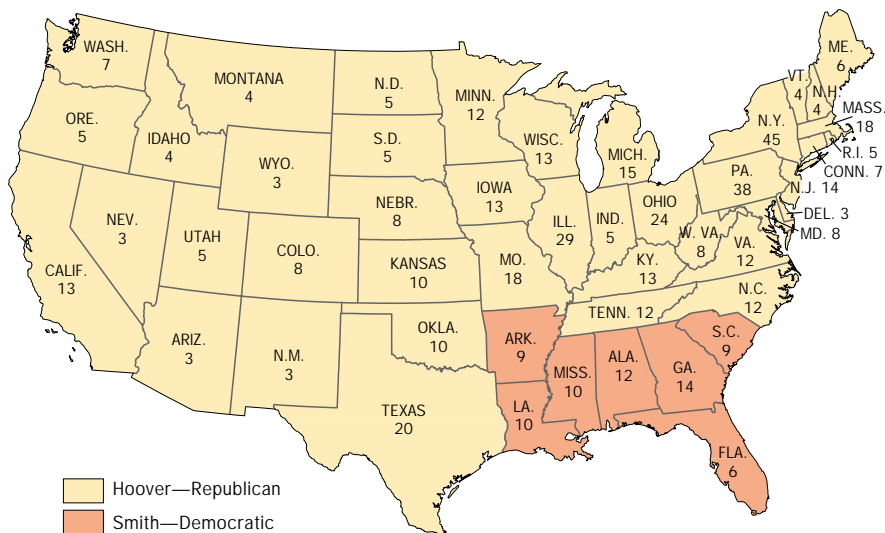 WASH.
7
ORE.
5
CALIF.
13
NEV.
3
IDAHO
4
MONTANA
4
WYO.
3
UTAH
5
COLO.
8
ARIZ.
3
N.M.
3
N.D.
5
S.D.
5
NEBR.
8
KANSAS
10
OKLA.
10
TEXAS
20
MINN.
12
IOWA
13
MO.
18
ARK.
9
LA.
10
WISC.
13
ILL.
29
MICH.
15
IND.
5
OHIO
24
KY.
13
TENN. 12
MISS.
10
ALA.
12
GA.
14
FLA.
6
S.C.
9
N.C.
12
VA.
12
W. VA.
8
PA.
38
N.Y.
45
VT.
4
N.H.
4
ME.
6
MASS.
18
R.I. 5
CONN. 7
N.J. 14
DEL. 3
MD. 8
Hoover—Republican
Smith—Democratic